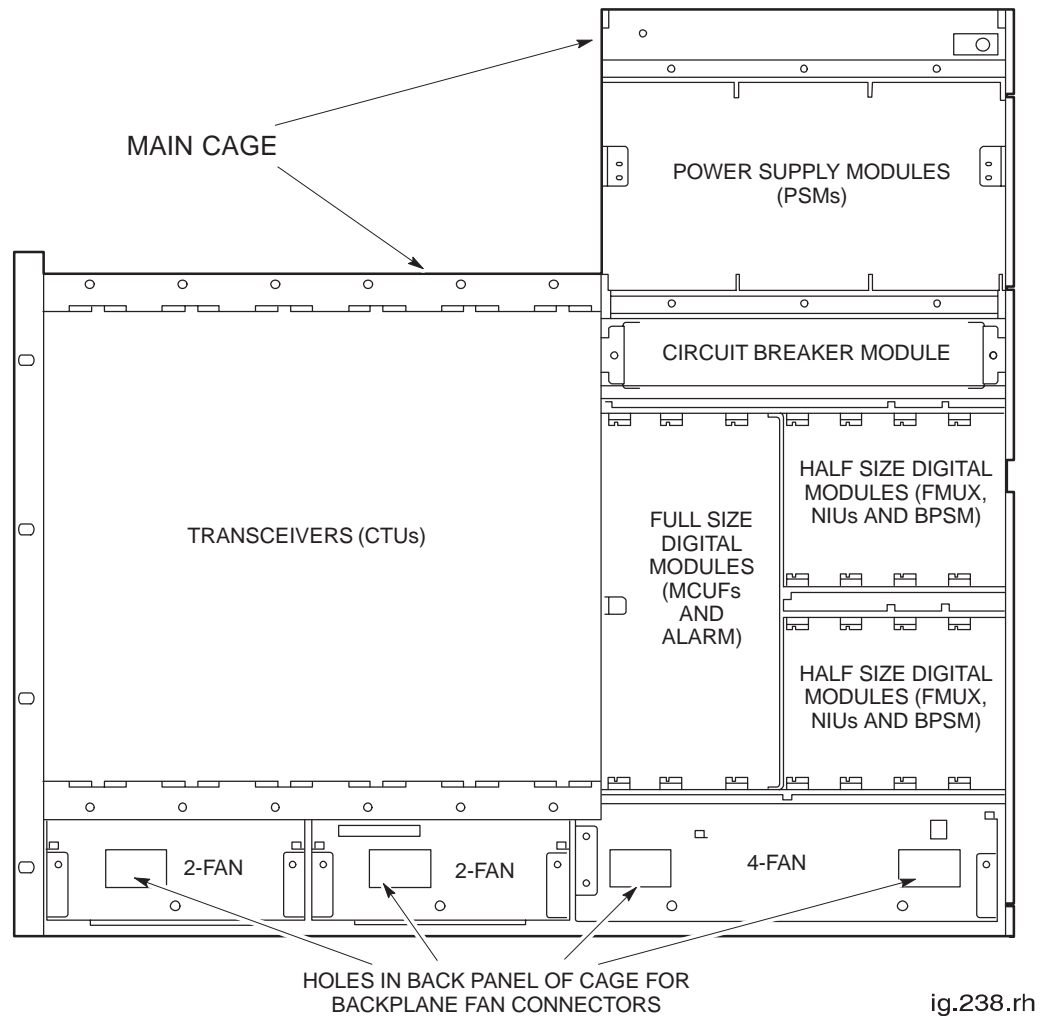 MAIN CAGE
POWER SUPPLY MODULES
(PSMs)
CIRCUIT BREAKER MODULE
TRANSCEIVERS (CTUs)
FULL SIZE
DIGITAL
MODULES
(MCUFs
AND
ALARM)
HALF SIZE DIGITAL
MODULES (FMUX,
NIUs AND BPSM)
HALF SIZE DIGITAL
MODULES (FMUX,
NIUs AND BPSM)
2-FAN
2-FAN
4-FAN
HOLES IN BACK PANEL OF CAGE FOR
BACKPLANE FAN CONNECTORS
ig.238.rh